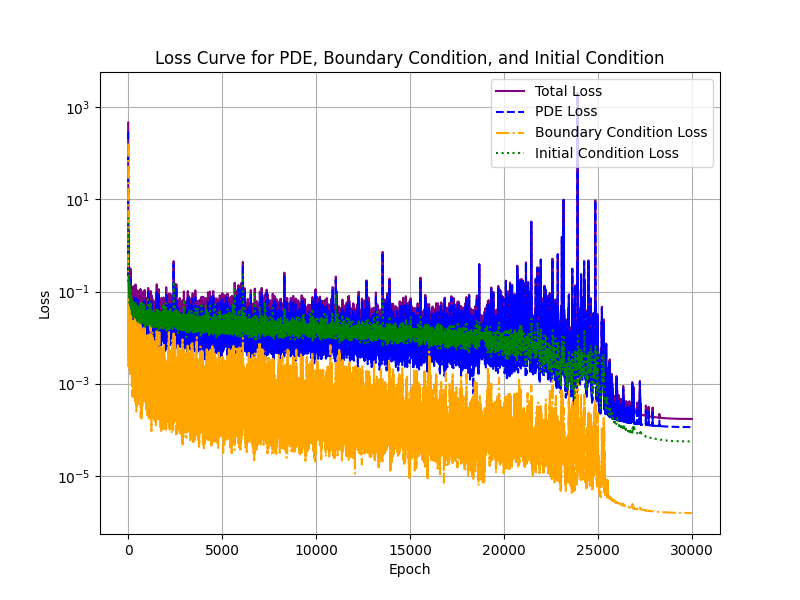 Loss Curve for PDE, Boundary Condition, and Initial Condition
Total Loss
PDE Loss
Boundary Condition Loss
Initial Condition Loss
Loss
10³
10¹
10⁻¹
10⁻³
10⁻⁵
0 5000 10000 15000 20000 25000 30000
Epoch